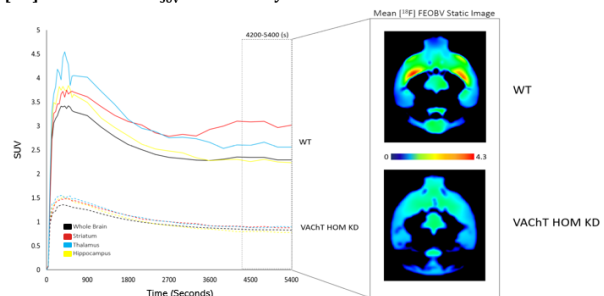 Mean [¹⁸F] FEOBV Static Image
5
4.5
4
3.5
3
2.5
2
1.5
1
0.5
0
SUV
4200-5400 (s)
WT
VAChT HOM KD
Whole Brain
Striatum
Thalamus
Hippocampus
0
900
1800
2700
3600
4500
5400
Time (Seconds)
WT
0
4.3
VAChT HOM KD